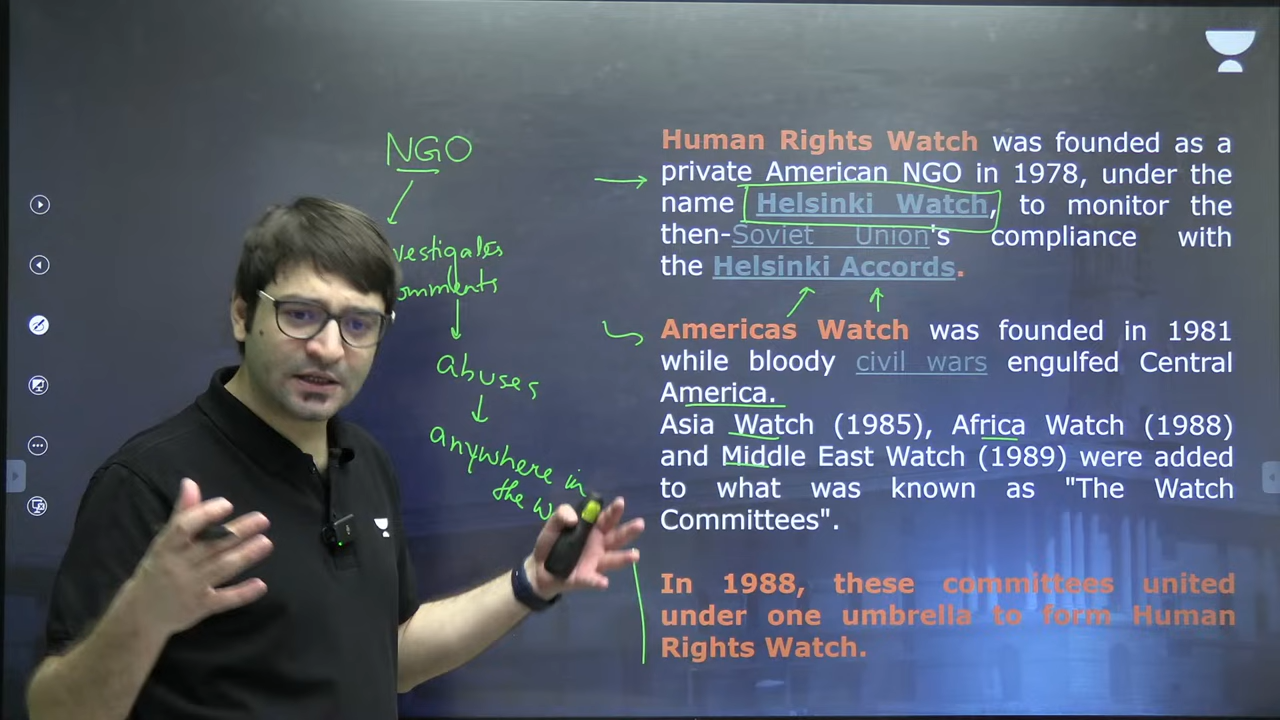 NGO
vestigates
omments
abuses
anywhere in
the w
Human Rights Watch was founded as a
private American NGO in 1978, under the
name Helsinki Watch, to monitor the
then-Soviet Union's compliance with
the Helsinki Accords.
Americas Watch was founded in 1981
while bloody civil wars engulfed Central
America.
Asia Watch (1985), Africa Watch (1988)
and Middle East Watch (1989) were added
to what was known as "The Watch
Committees".
In 1988, these committees united
under one umbrella to form Human
Rights Watch.